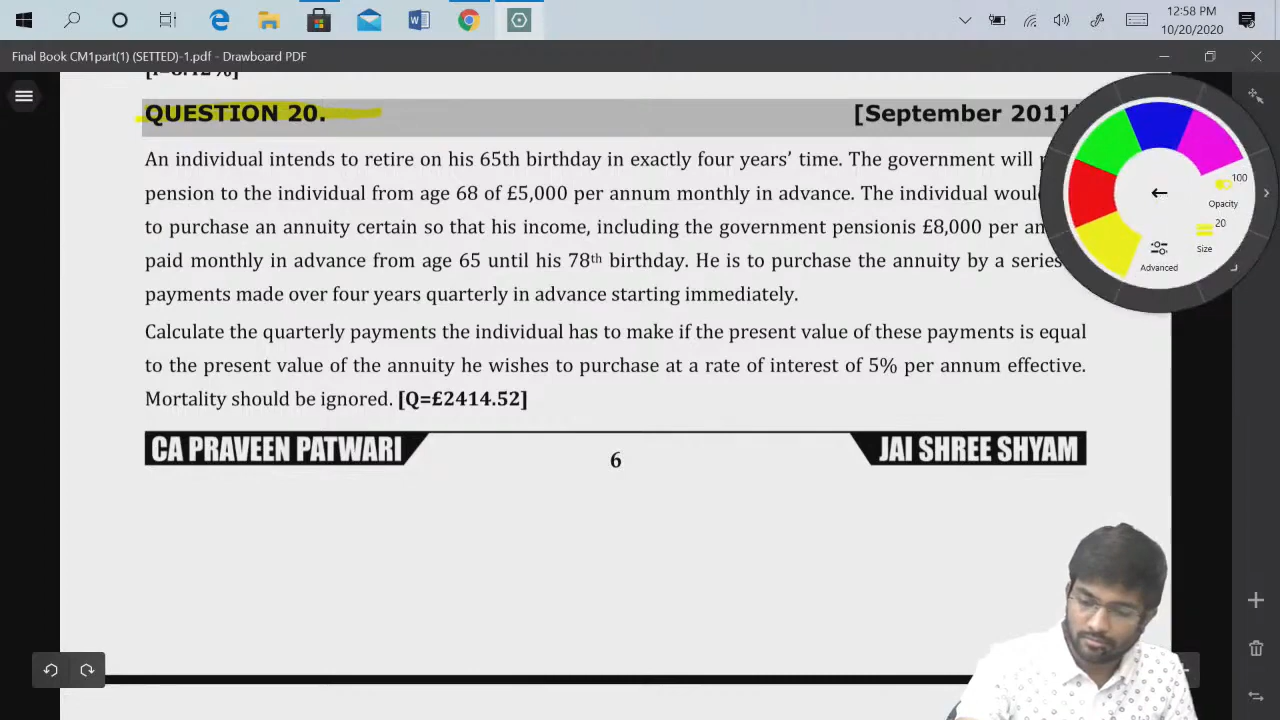 12:58 PM
10/20/2020
Final Book CM1part(1) (SETTED)-1.pdf - Drawboard PDF
QUESTION 20. [September 2011
An individual intends to retire on his 65th birthday in exactly four years’ time. The government will
pension to the individual from age 68 of £5,000 per annum monthly in advance. The individual
to purchase an annuity certain so that his income, including the government pensionis £8,000 per
paid monthly in advance from age 65 until his 78th birthday. He is to purchase the annuity by a series
payments made over four years quarterly in advance starting immediately.
Calculate the quarterly payments the individual has to make if the present value of these payments is equal
to the present value of the annuity he wishes to purchase at a rate of interest of 5% per annum effective.
Mortality should be ignored. [Q=£2414.52]
CA PRAVEEN PATWARI
6
JAI SHREE SHYAM
100
Opacity
20
Size
Advanced